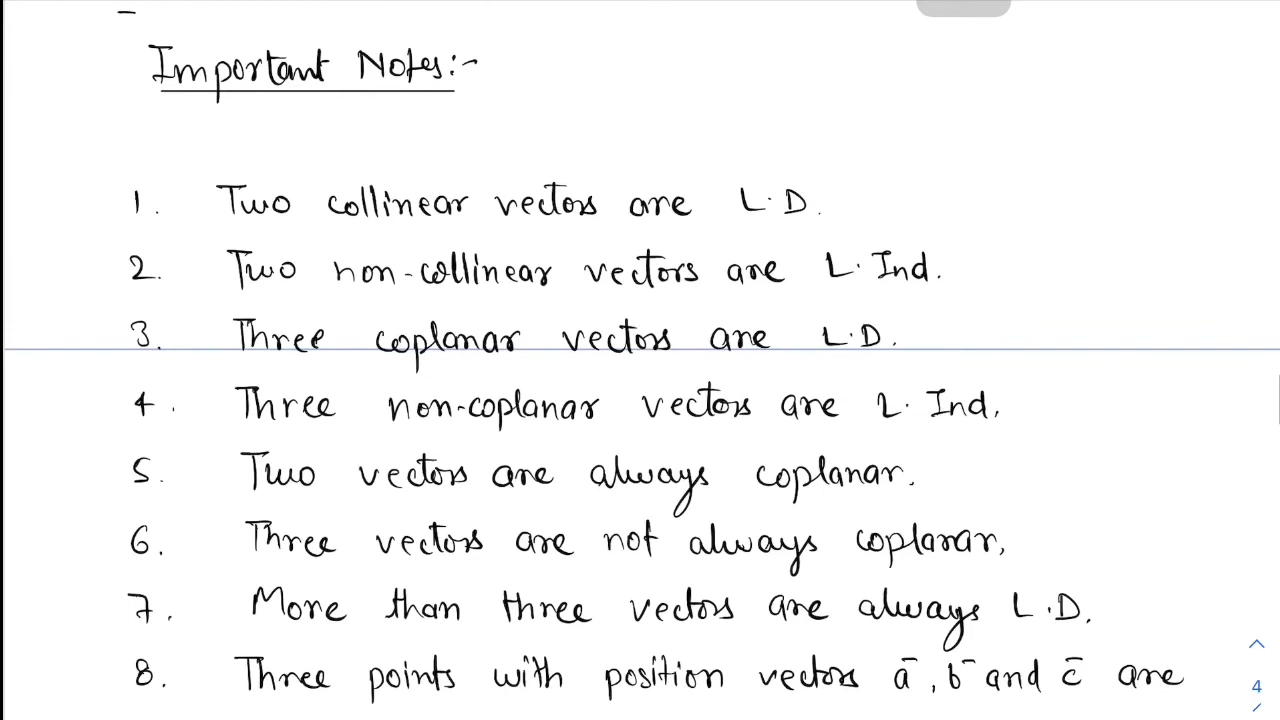 Important Notes:-
1. Two collinear vectors are L.D.
2. Two non-collinear vectors are L.Ind.
3. Three coplanar vectors are L.D.
4. Three non-coplanar vectors are L.Ind.
5. Two vectors are always coplanar.
6. Three vectors are not always coplanar.
7. More than three vectors are always L.D.
8. Three points with position vectors a̅, b̅ and c̅ are
4